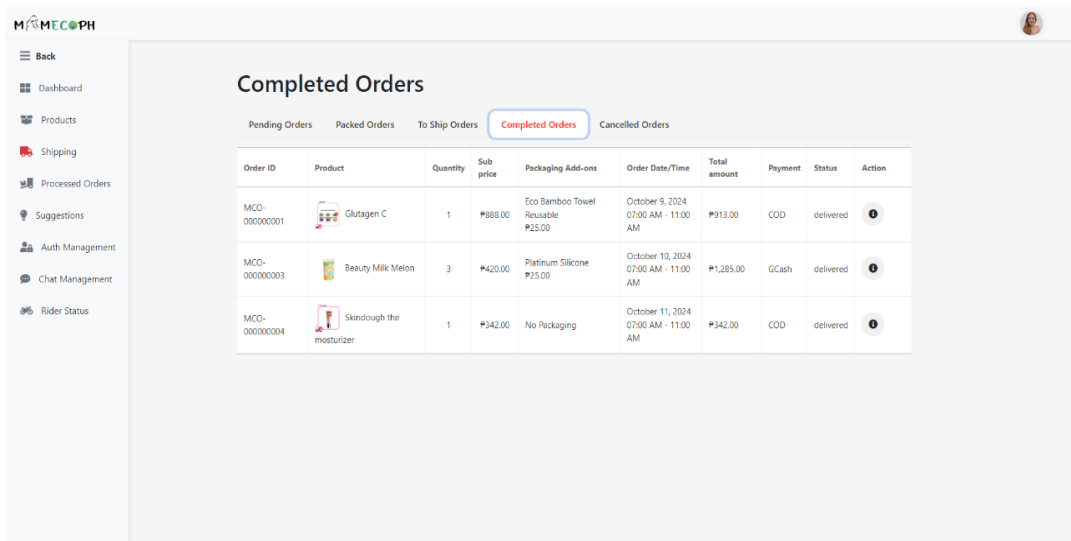 MOMECOPH
Back
Dashboard
Products
Shipping
Processed Orders
Suggestions
Auth Management
Chat Management
Rider Status
Completed Orders
Pending Orders Packed Orders To Ship Orders Completed Orders Cancelled Orders
Order ID Product Quantity Sub price Packaging Add-ons Order Date/Time Total amount Payment Status Action
MCO-000000001 Glutagen C 1 ₱888.00 Eco Bamboo Towel Reusable ₱25.00 October 9, 2024 07:00 AM - 11:00 AM ₱913.00 COD delivered
MCO-000000003 Beauty Milk Melon 3 ₱420.00 Platinum Silicone ₱25.00 October 10, 2024 07:00 AM - 11:00 AM ₱1,285.00 GCash delivered
MCO-000000004 Skindough the mosturizer 1 ₱342.00 No Packaging October 11, 2024 07:00 AM - 11:00 AM ₱342.00 COD delivered